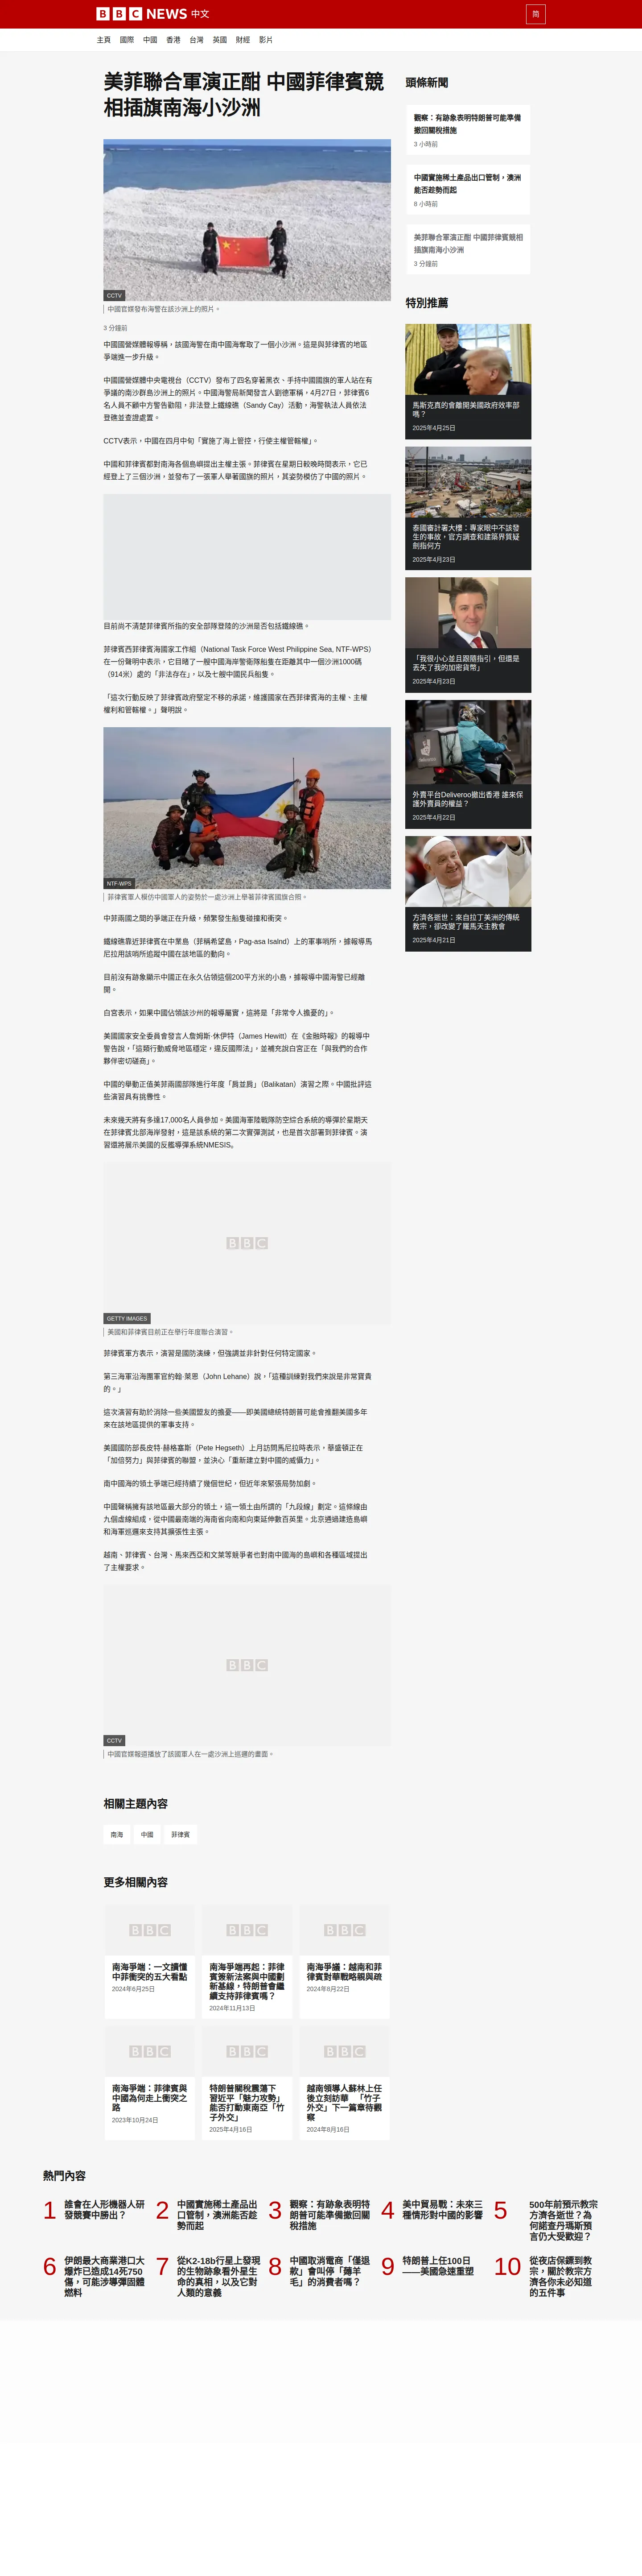 BBC NEWS 中文
简
主頁 國際 中國 香港 台灣 英國 財經 影片
美菲聯合軍演正酣 中國菲律賓競
相插旗南海小沙洲
CCTV
中國官媒發布海警在該沙洲上的照片。
3 分鐘前
中國國營媒體報導稱，該國海警在南中國海奪取了一個小沙洲。這是與菲律賓的地區
爭端進一步升級。
中國國營媒體中央電視台（CCTV）發布了四名穿著黑衣、手持中國國旗的軍人站在有
爭議的南沙群島沙洲上的照片。中國海警局新聞發言人劉德軍稱，4月27日，菲律賓6
名人員不顧中方警告勸阻，非法登上鐵線礁（Sandy Cay）活動，海警執法人員依法
登礁並查證處置。
CCTV表示，中國在四月中旬「實施了海上管控，行使主權管轄權」。
中國和菲律賓都對南海各個島嶼提出主權主張。菲律賓在星期日較晚時間表示，它已
經登上了三個沙洲，並發布了一張軍人舉著國旗的照片，其姿勢模仿了中國的照片。
目前尚不清楚菲律賓所指的安全部隊登陸的沙洲是否包括鐵線礁。
菲律賓西菲律賓海國家工作組（National Task Force West Philippine Sea, NTF-WPS）
在一份聲明中表示，它目睹了一艘中國海岸警衛隊船隻在距離其中一個沙洲1000碼
（914米）處的「非法存在」，以及七艘中國民兵船隻。
「這次行動反映了菲律賓政府堅定不移的承諾，維護國家在西菲律賓海的主權、主權
權利和管轄權。」聲明說。
NTF-WPS
菲律賓軍人模仿中國軍人的姿勢於一處沙洲上舉著菲律賓國旗合照。
中菲兩國之間的爭端正在升級，頻繁發生船隻碰撞和衝突。
鐵線礁靠近菲律賓在中業島（菲稱希望島，Pag-asa Isalnd）上的軍事哨所，據報導馬
尼拉用該哨所追蹤中國在該地區的動向。
目前沒有跡象顯示中國正在永久佔領這個200平方米的小島，據報導中國海警已經離
開。
白宮表示，如果中國佔領該沙州的報導屬實，這將是「非常令人擔憂的」。
美國國家安全委員會發言人詹姆斯·休伊特（James Hewitt）在《金融時報》的報導中
警告說，「這類行動威脅地區穩定，違反國際法」，並補充說白宮正在「與我們的合作
夥伴密切磋商」。
中國的舉動正值美菲兩國部隊進行年度「肩並肩」（Balikatan）演習之際。中國批評這
些演習具有挑釁性。
未來幾天將有多達17,000名人員參加。美國海軍陸戰隊防空綜合系統的導彈於星期天
在菲律賓北部海岸發射，這是該系統的第二次實彈測試，也是首次部署到菲律賓。演
習還將展示美國的反艦導彈系統NMESIS。
BBC
GETTY IMAGES
美國和菲律賓目前正在舉行年度聯合演習。
菲律賓軍方表示，演習是國防演練，但強調並非針對任何特定國家。
第三海軍沿海團軍官約翰·萊恩（John Lehane）說，「這種訓練對我們來說是非常寶貴
的。」
這次演習有助於消除一些美國盟友的擔憂——即美國總統特朗普可能會推翻美國多年
來在該地區提供的軍事支持。
美國國防部長皮特·赫格塞斯（Pete Hegseth）上月訪問馬尼拉時表示，華盛頓正在
「加倍努力」與菲律賓的聯盟，並決心「重新建立對中國的威懾力」。
南中國海的領土爭端已經持續了幾個世紀，但近年來緊張局勢加劇。
中國聲稱擁有該地區最大部分的領土，這一領土由所謂的「九段線」劃定。這條線由
九個虛線組成，從中國最南端的海南省向南和向東延伸數百英里。北京通過建造島嶼
和海軍巡邏來支持其擴張性主張。
越南、菲律賓、台灣、馬來西亞和文萊等競爭者也對南中國海的島嶼和各種區域提出
了主權要求。
BBC
CCTV
中國官媒報道播放了該國軍人在一處沙洲上巡邏的畫面。
相關主題內容
南海 中國 菲律賓
更多相關內容
BBC BBC BBC
南海爭端：一文讀懂
中菲衝突的五大看點
2024年6月25日
南海爭端再起：菲律
賓簽新法案與中國劃
新基線，特朗普會繼
續支持菲律賓嗎？
2024年11月13日
南海爭議：越南和菲
律賓對華戰略親與疏
2024年8月22日
BBC BBC BBC
南海爭端：菲律賓與
中國為何走上衝突之
路
2023年10月24日
特朗普關稅震蕩下
習近平「魅力攻勢」
能否打動東南亞「竹
子外交」
2025年4月16日
越南領導人蘇林上任
後立刻訪華 「竹子
外交」下一篇章待觀
察
2024年8月16日
頭條新聞
觀察：有跡象表明特朗普可能準備
撤回關稅措施
3 小時前
中國實施稀土產品出口管制，澳洲
能否趁勢而起
8 小時前
美菲聯合軍演正酣 中國菲律賓競相
插旗南海小沙洲
3 分鐘前
特別推薦
馬斯克真的會離開美國政府效率部
嗎？
2025年4月25日
泰國審計署大樓：專家眼中不該發
生的事故，官方調查和建築界質疑
劍指何方
2025年4月23日
「我很小心並且跟隨指引，但還是
丟失了我的加密貨幣」
2025年4月23日
外賣平台Deliveroo撤出香港 誰來保
護外賣員的權益？
2025年4月22日
方濟各逝世：來自拉丁美洲的傳統
教宗，卻改變了羅馬天主教會
2025年4月21日
熱門內容
1 誰會在人形機器人研
發競賽中勝出？
2 中國實施稀土產品出
口管制，澳洲能否趁
勢而起
3 觀察：有跡象表明特
朗普可能準備撤回關
稅措施
4 美中貿易戰：未來三
種情形對中國的影響
5 500年前預示教宗
方濟各逝世？為
何諾查丹瑪斯預
言仍大受歡迎？
6 伊朗最大商業港口大
爆炸已造成14死750
傷，可能涉導彈固體
燃料
7 從K2-18b行星上發現
的生物跡象看外星生
命的真相，以及它對
人類的意義
8 中國取消電商「僅退
款」會叫停「薅羊
毛」的消費者嗎？
9 特朗普上任100日
——美國急速重塑
10 從夜店保鏢到教
宗，關於教宗方
濟各你未必知道
的五件事